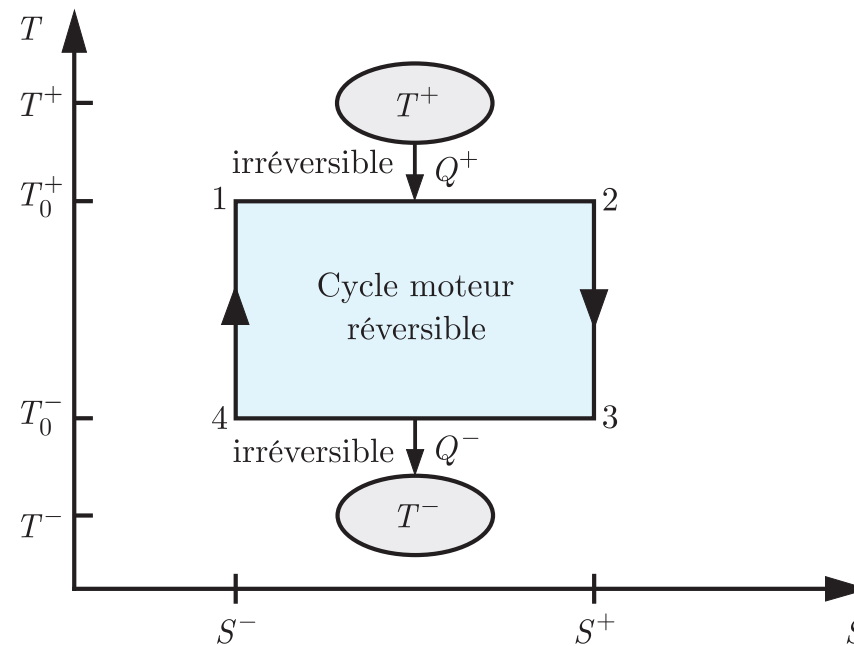 T
T⁺
T⁺
irréversible
Q⁺
T₀⁺
1
2
Cycle moteur
réversible
T₀⁻
4
3
irréversible
Q⁻
T⁻
T⁻
S⁻
S⁺